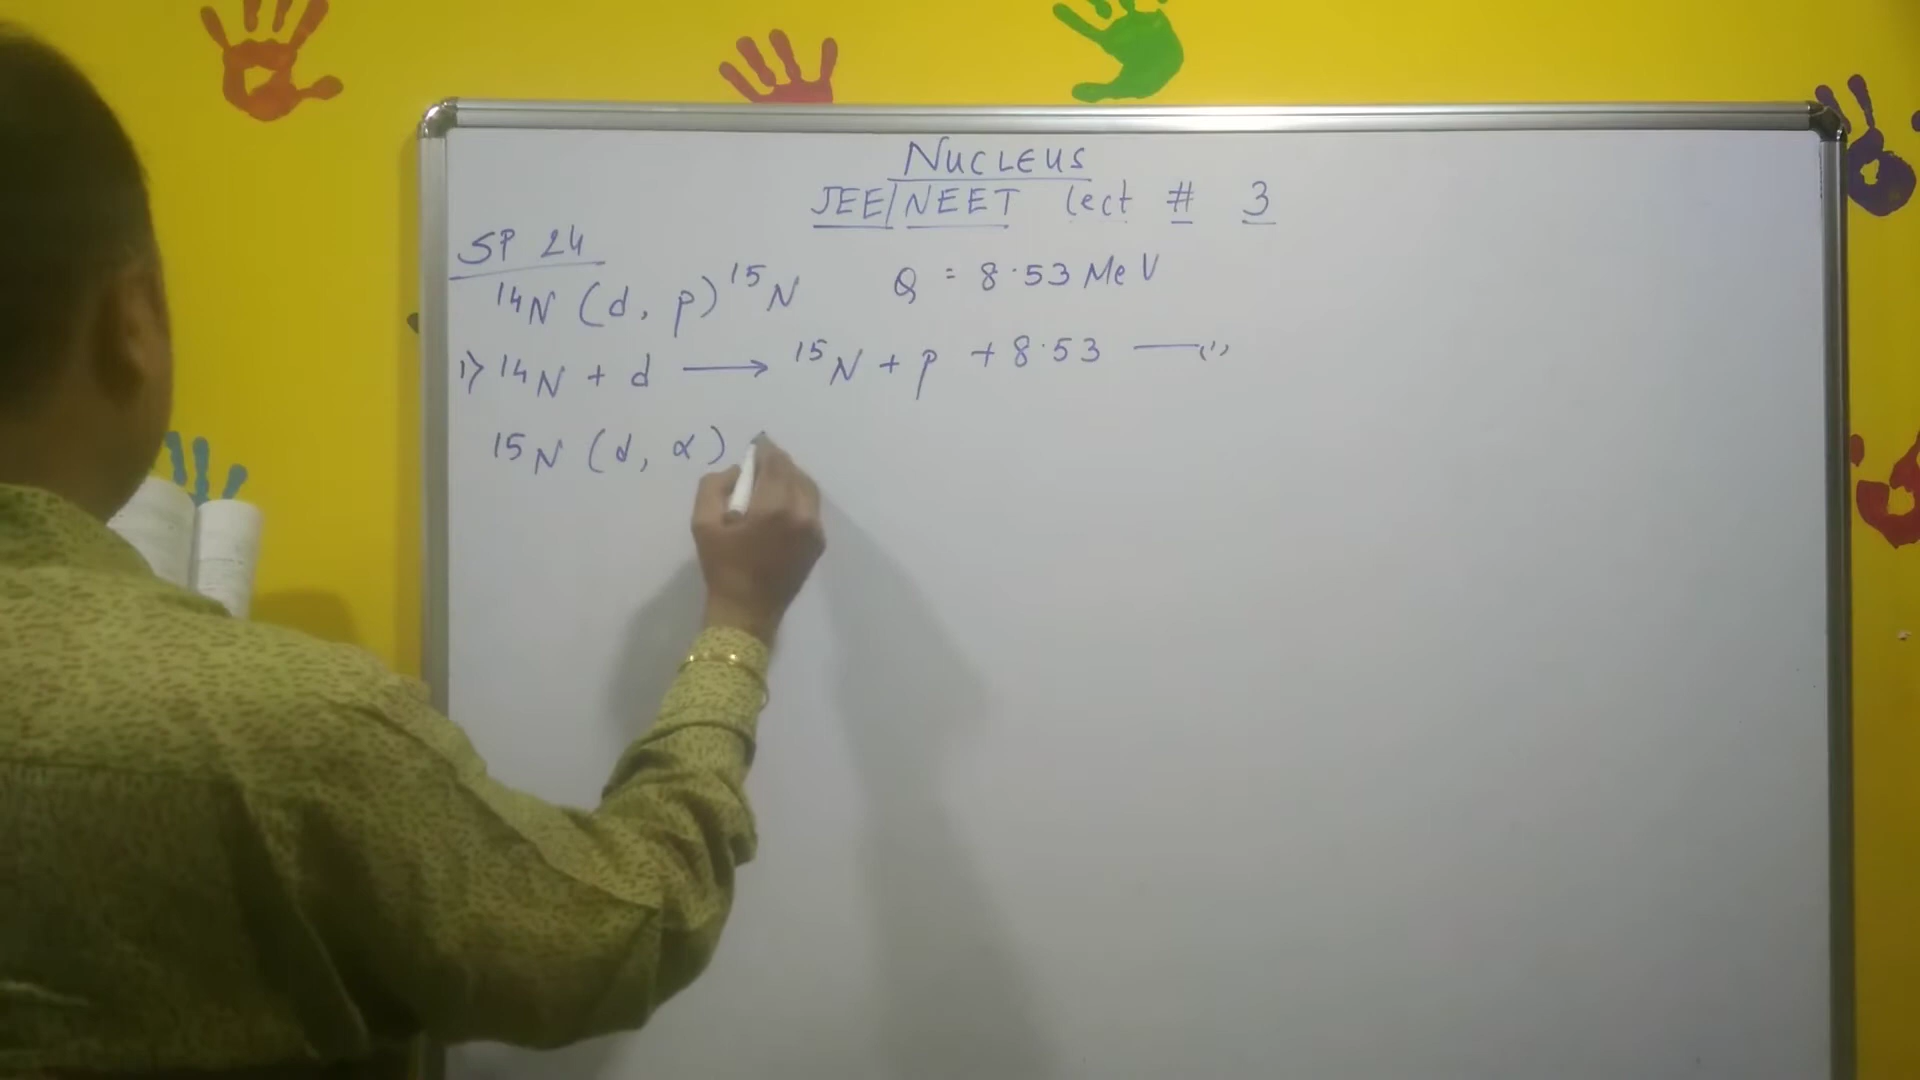 NUCLEUS
JEE/NEET lect # 3
SP 24
¹⁴N (d, p) ¹⁵N Q = 8.53 MeV
1) ¹⁴N + d ⟶ ¹⁵N + p + 8.53 —(1)
¹⁵N (d, α)